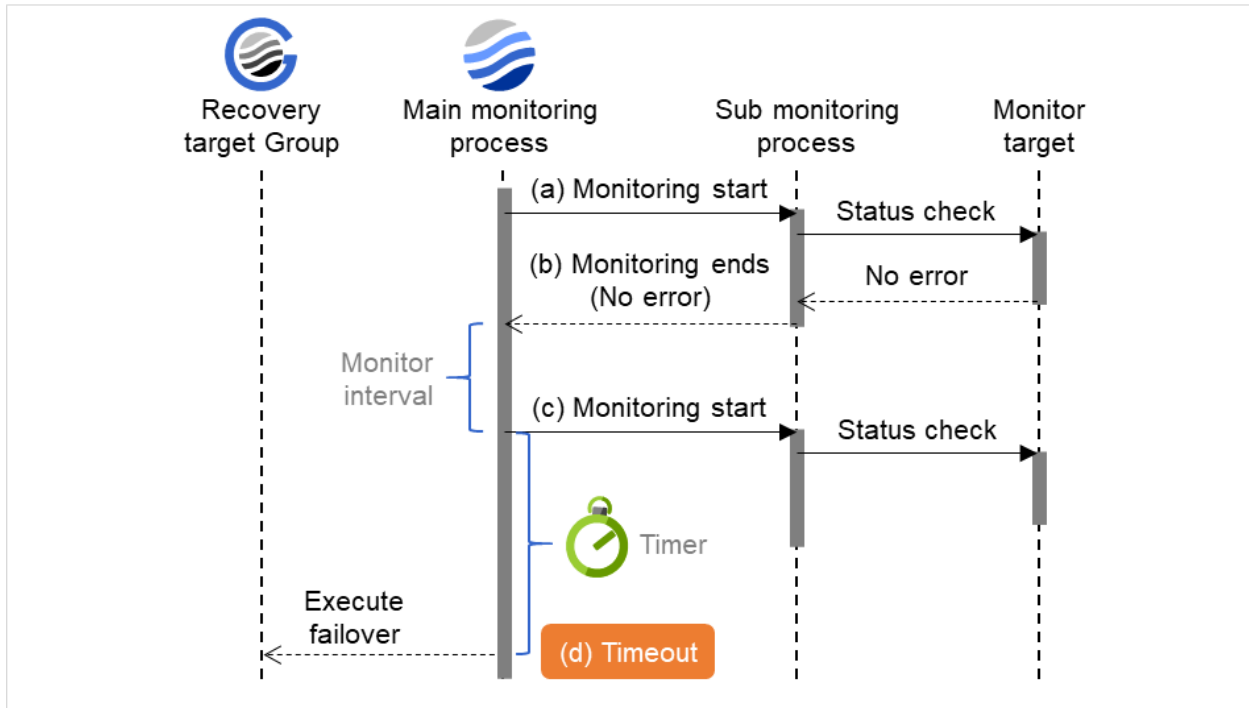 Recovery
target Group
Main monitoring
process
Sub monitoring
process
Monitor
target
(a) Monitoring start
Status check
(b) Monitoring ends
(No error)
No error
Monitor
interval
(c) Monitoring start
Status check
Timer
Execute
failover
(d) Timeout